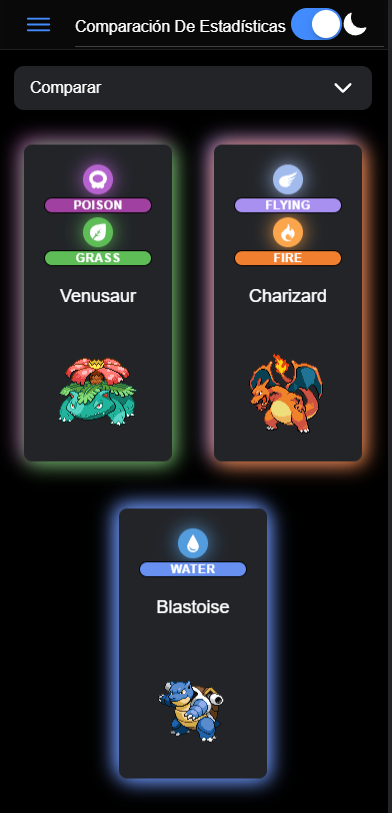 Comparación De Estadísticas
Comparar
POISON
GRASS
Venusaur
FLYING
FIRE
Charizard
WATER
Blastoise